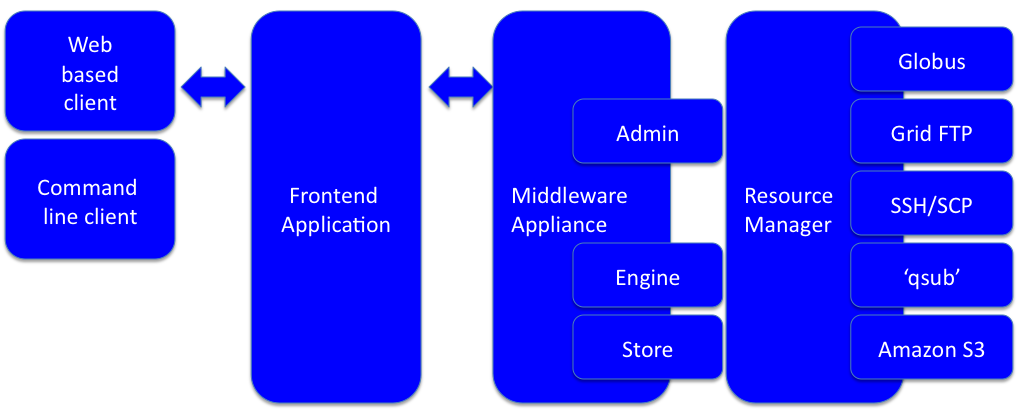 Web
based
client
Command
line client
Frontend
Application
Middleware
Appliance
Admin
Engine
Store
Resource
Manager
Globus
Grid FTP
SSH/SCP
‘qsub’
Amazon S3